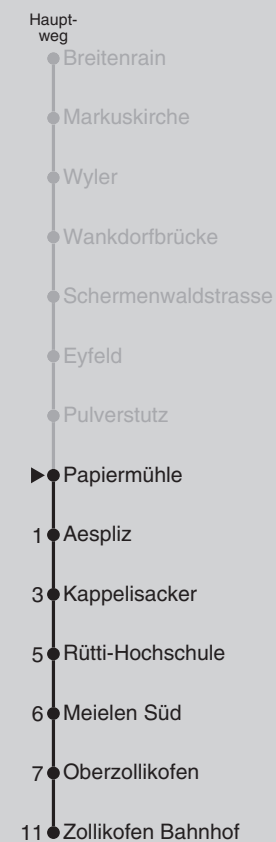 Haupt-
weg
Breitenrain
Markuskirche
Wyler
Wankdorfbrücke
Schermenwaldstrasse
Eyfeld
Pulverstutz
Papiermühle
1 Aespliz
3 Kappelisacker
5 Rütti-Hochschule
6 Meielen Süd
7 Oberzollikofen
11 Zollikofen Bahnhof